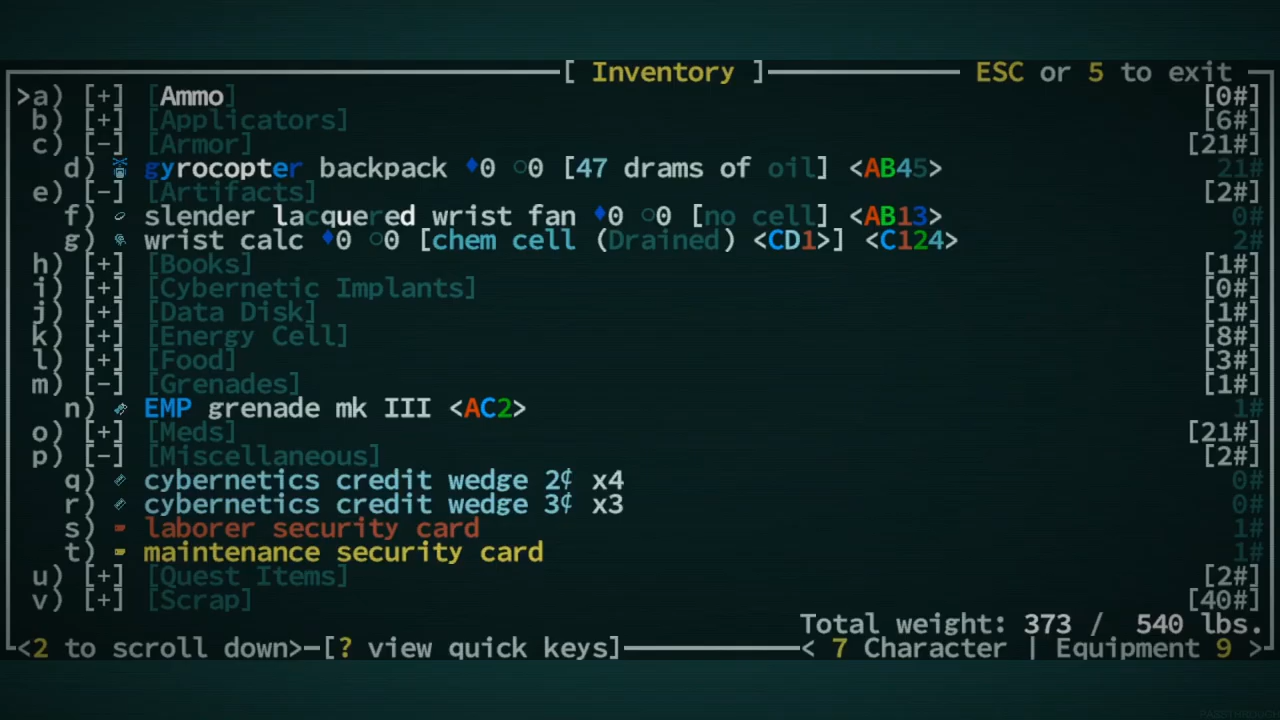 [ Inventory ] ESC or 5 to exit
>a) [+] [Ammo] [0#]
b) [+] [Applicators] [6#]
c) [-] [Armor] [21#]
d) gyrocopter backpack ♦0 ○0 [47 drams of oil] <AB45> 21#
e) [-] [Artifacts] [2#]
f) slender lacquered wrist fan ♦0 ○0 [no cell] <AB13> 0#
g) wrist calc ♦0 ○0 [chem cell (Drained) <CD1>] <C124> 2#
h) [+] [Books] [1#]
i) [+] [Cybernetic Implants] [0#]
j) [+] [Data Disk] [1#]
k) [+] [Energy Cell] [8#]
l) [+] [Food] [3#]
m) [-] [Grenades] [1#]
n) EMP grenade mk III <AC2> 1#
o) [+] [Meds] [21#]
p) [-] [Miscellaneous] [2#]
q) cybernetics credit wedge 2¢ x4 0#
r) cybernetics credit wedge 3¢ x3 0#
s) laborer security card 1#
t) maintenance security card 1#
u) [+] [Quest Items] [2#]
v) [+] [Scrap] [40#]
Total weight: 373 / 540 lbs.
<2 to scroll down> [? view quick keys] < 7 Character | Equipment 9 >